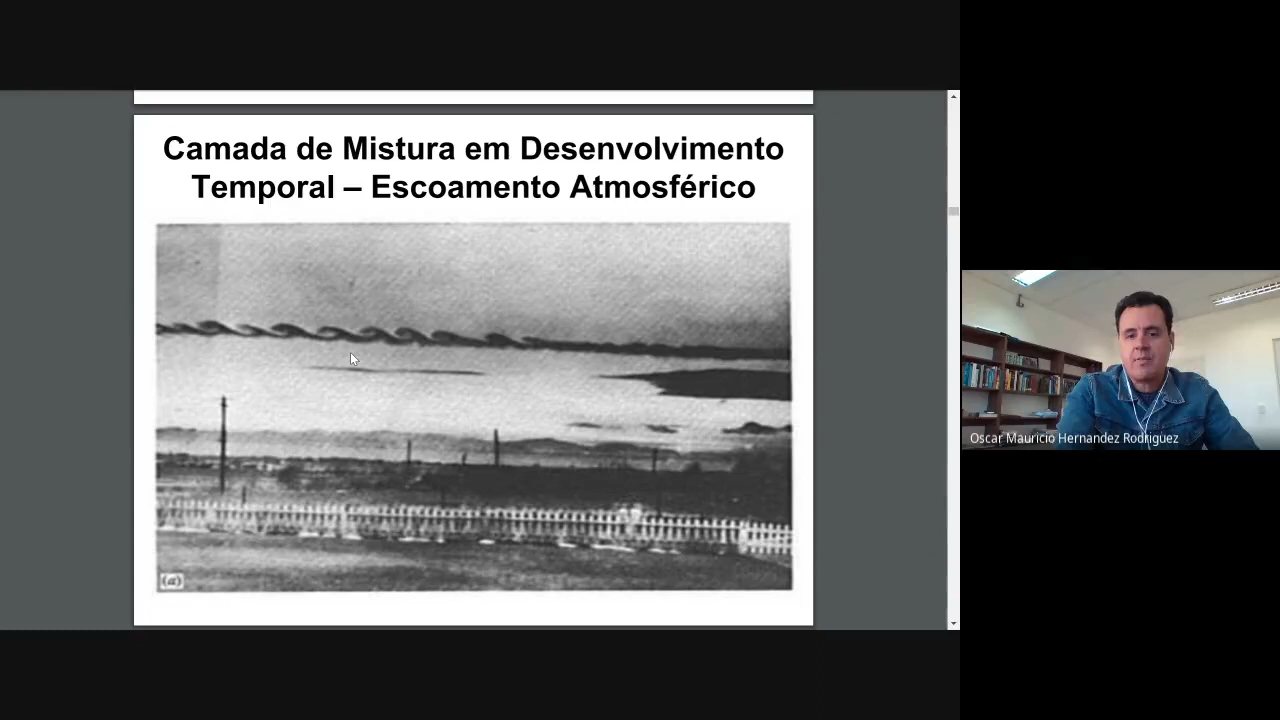 Camada de Mistura em Desenvolvimento
Temporal – Escoamento Atmosférico
(a)
Oscar Mauricio Hernandez Rodriguez